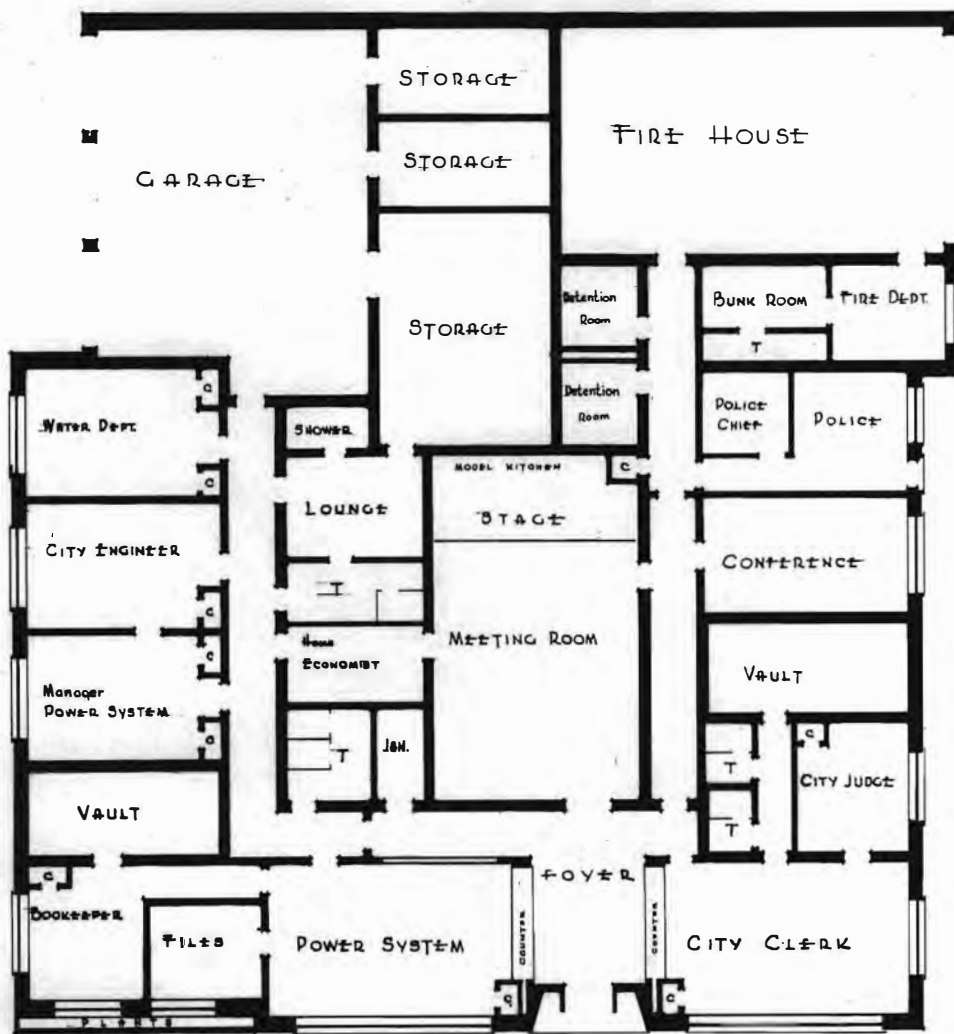 STORAGE
FIRE HOUSE
STORAGE
GARAGE
Detention
Room
BUNK ROOM
FIRE DEPT.
STORAGE
T
Detention
Room
POLICE
CHIEF
POLICE
C
WATER DEPT.
C
SHOWER
MODEL KITCHEN
C
LOUNGE
STAGE
CITY ENGINEER
CONFERENCE
C
T
MEETING ROOM
Home
ECONOMIST
C
Manager
POWER SYSTEM
C
VAULT
T
JAN.
C
T
CITY JUDGE
VAULT
T
C
FOYER
BOOKEEPER
FILES
POWER SYSTEM
COUNTER
COUNTER
CITY CLERK
C
C
PLANTS